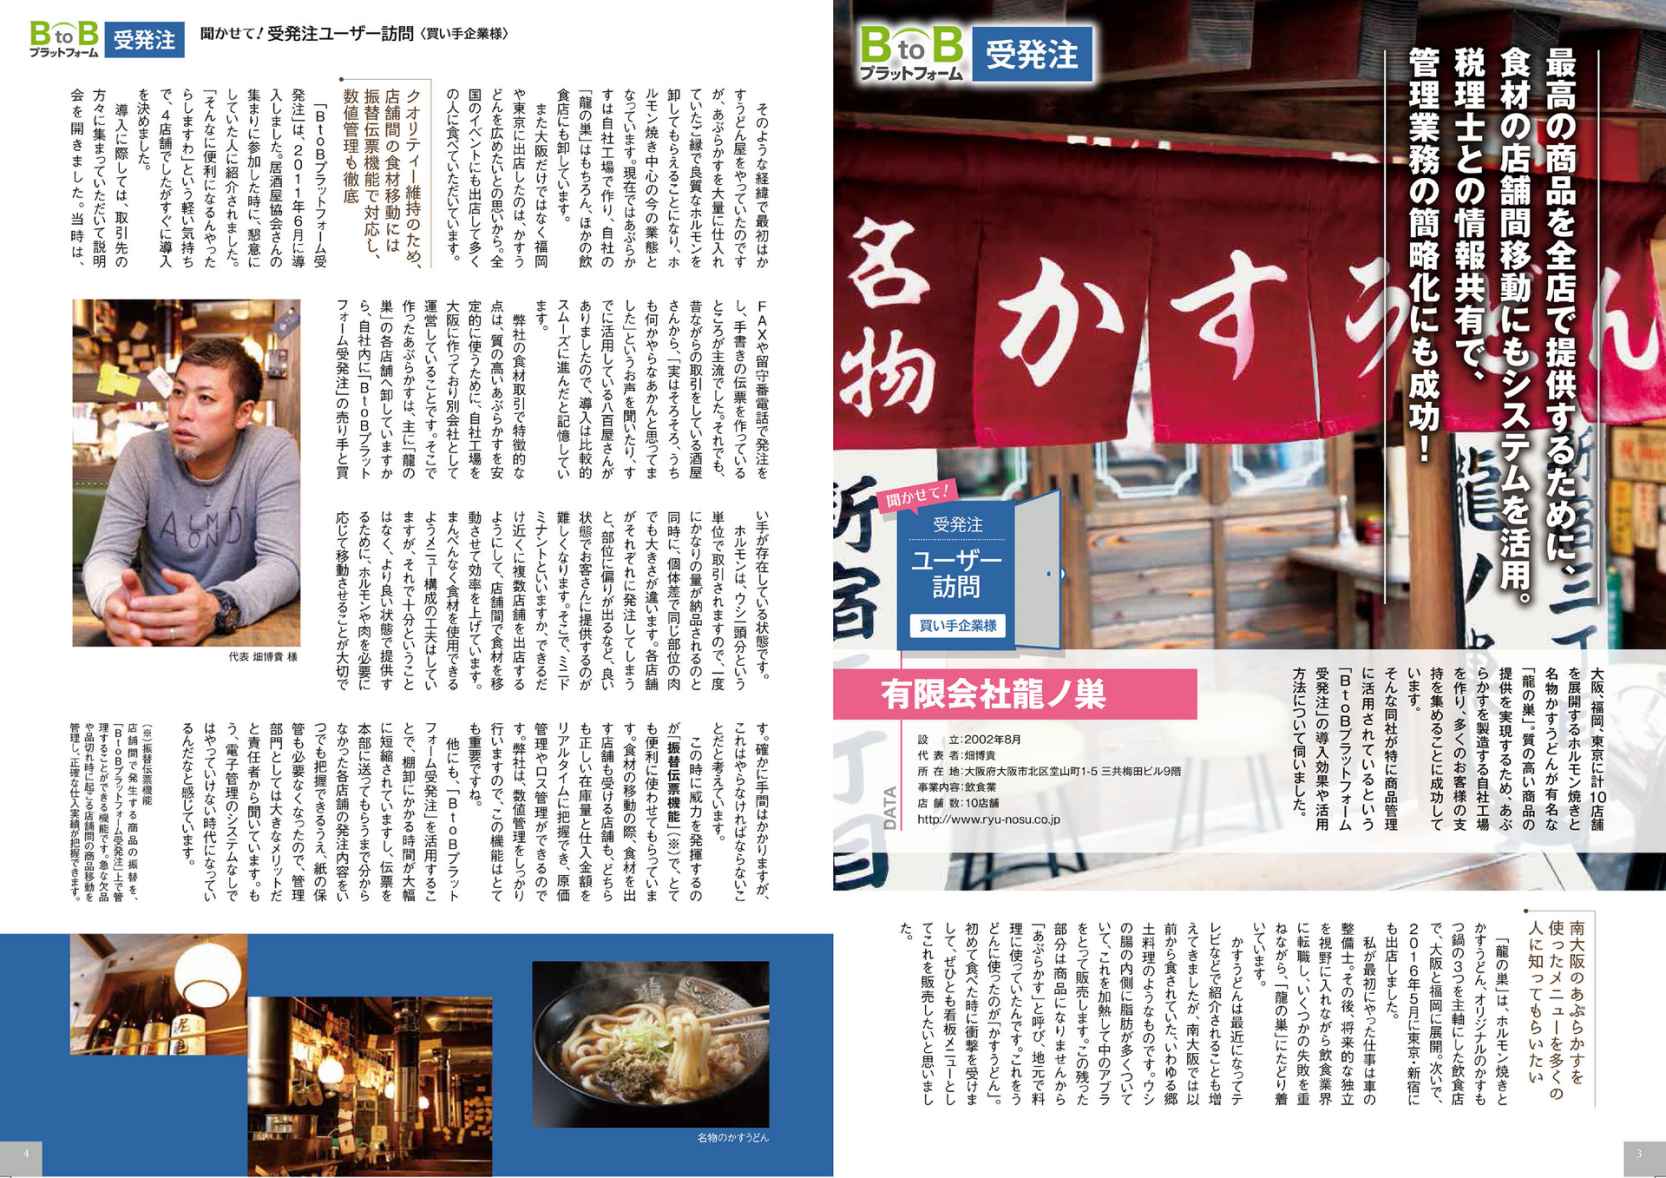 BtoB
プラットフォーム
受発注
最高の商品を全店で提供するために、
食材の店舗間移動にもシステムを活用。
税理士との情報共有で、
管理業務の簡略化にも成功！
名物
かすうどん
新宿三丁目
龍ノ巣
聞かせて！
受発注
ユーザー
訪問
買い手企業様
有限会社龍ノ巣
DATA
設　　立：2002年8月
代 表 者：畑博貴
所 在 地：大阪府大阪市北区堂山町1-5 三共梅田ビル9階
事業内容：飲食業
店 舗 数：10店舗
http://www.ryu-nosu.co.jp
大阪、福岡、東京に計10店舗
を展開するホルモン焼きと
名物かすうどんが有名な
「龍の巣」。質の高い商品の
提供を実現するため、あぶ
らかすを製造する自社工場
を作り、多くのお客様の支
持を集めることに成功して
います。
そんな同社が特に商品管理
に活用されているという
「BtoBプラットフォーム
受発注」の導入効果や活用
方法について伺いました。
南大阪のあぶらかすを
使ったメニューを多くの
人に知ってもらいたい
「龍の巣」は、ホルモン焼きと
かすうどん、オリジナルのかすも
つ鍋の3つを主軸にした飲食店
で、大阪と福岡に展開。次いで、
2016年5月に東京・新宿に
も出店しました。
私が最初にやった仕事は車の
整備士。その後、将来的な独立
を視野に入れながら飲食業界
に転職し、いくつかの失敗を重
ねながら、「龍の巣」にたどり着
いています。
かすうどんは最近になってテ
レビなどで紹介されることも増
えてきましたが、南大阪では以
前から食されていた、いわゆる郷
土料理のようなものです。ウシ
の腸の内側に脂肪が多くついて
いて、これを加熱して中のアブラ
をとって販売します。この残った
部分は商品になりませんから
「あぶらかす」と呼び、地元で料
理に使っていたんです。これをう
どんに使ったのが「かすうどん」。
初めて食べた時に衝撃を受けま
して、ぜひとも看板メニューとし
てこれを販売したいと思いまし
た。
3
BtoB
プラットフォーム
受発注
聞かせて！受発注ユーザー訪問〈買い手企業様〉
そのような経緯で最初はか
すうどん屋をやっていたのです
が、あぶらかすを大量に仕入れ
ていたご縁で良質なホルモンを
卸してもらえることになり、ホ
ルモン焼き中心の今の業態と
なっています。現在ではあぶらか
すは自社工場で作り、自社の
「龍の巣」はもちろん、ほかの飲
食店にも卸しています。
また大阪だけではなく福岡
や東京に出店したのは、かすう
どんを広めたいとの思いから。全
国のイベントにも出店して多く
の人に食べていただいています。
クオリティー維持のため、
店舗間の食材移動には
振替伝票機能で対応し、
数値管理も徹底
「BtoBプラットフォーム受
発注」は、2011年6月に導
入しました。居酒屋協会さんの
集まりに参加した時に、懇意に
していた人に紹介されました。
「そんなに便利になるんやった
らしますわ」という軽い気持ち
で、4店舗でしたがすぐに導入
を決めました。
導入に際しては、取引先の
方々に集まっていただいて説明
会を開きました。当時は、
FAXや留守番電話で発注を
し、手書きの伝票を作っている
ところが主流でした。それでも、
昔ながらの取引をしている酒屋
さんから、「実はそろそろ、うち
も何かやらなあかんと思ってま
した」というお声を聞いたり、す
でに活用している八百屋さんが
ありましたので、導入は比較的
スムーズに進んだと記憶してい
ます。
弊社の食材取引で特徴的な
点は、質の高いあぶらかすを安
定的に使うために、自社工場を
大阪に作っており別会社として
運営していることです。そこで
作ったあぶらかすは、主に「龍の
巣」の各店舗へ卸していますか
ら、自社内に「BtoBプラット
フォーム受発注」の売り手と買
い手が存在している状態です。
ホルモンは、ウシ一頭分という
単位で取引されますので、一度
にかなりの量が納品されるのと
同時に、個体差で同じ部位の肉
でも大きさが違います。各店舗
がそれぞれに発注してしまう
と、部位に偏りが出るなど、良い
状態でお客さんに提供するのが
難しくなります。そこで、ミニド
ミナントといいますか、できるだ
け近くに複数店舗を出店する
ようにして、店舗間で食材を移
動させて効率を上げています。
まんべんなく食材を使用できる
ようメニュー構成の工夫はしてい
ますが、それで十分ということ
はなく、より良い状態で提供す
るために、ホルモンや肉を必要に
応じて移動させることが大切で
す。確かに手間はかかりますが、
これはやらなければならないこ
とだと考えています。
この時に威力を発揮するの
が「振替伝票機能」（※）で、とて
も便利に使わせてもらっていま
す。食材の移動の際、食材を出
す店舗も受ける店舗も、どちら
も正しい在庫量と仕入金額を
リアルタイムに把握でき、原価
管理やロス管理ができるので
す。弊社は、数値管理をしっかり
行いますので、この機能はとて
も重要ですね。
他にも、「BtoBプラット
フォーム受発注」を活用するこ
とで、棚卸にかかる時間が大幅
に短縮されていますし、伝票を
本部に送ってもらうまで分から
なかった各店舗の発注内容をい
つでも把握できるうえ、紙の保
管も必要なくなったので、管理
部門としては大きなメリットだ
と責任者から聞いています。も
う、電子管理のシステムなしで
はやっていけない時代になってい
るんだなと感じています。
（※）振替伝票機能
店舗間で発生する商品の振替を、
「BtoBプラットフォーム受発注」上で管
理することができる機能です。急な欠品
や品切れ時に起こる店舗間の商品移動を
管理し、正確な仕入実績が把握できます。
代表 畑博貴 様
名物のかすうどん
4